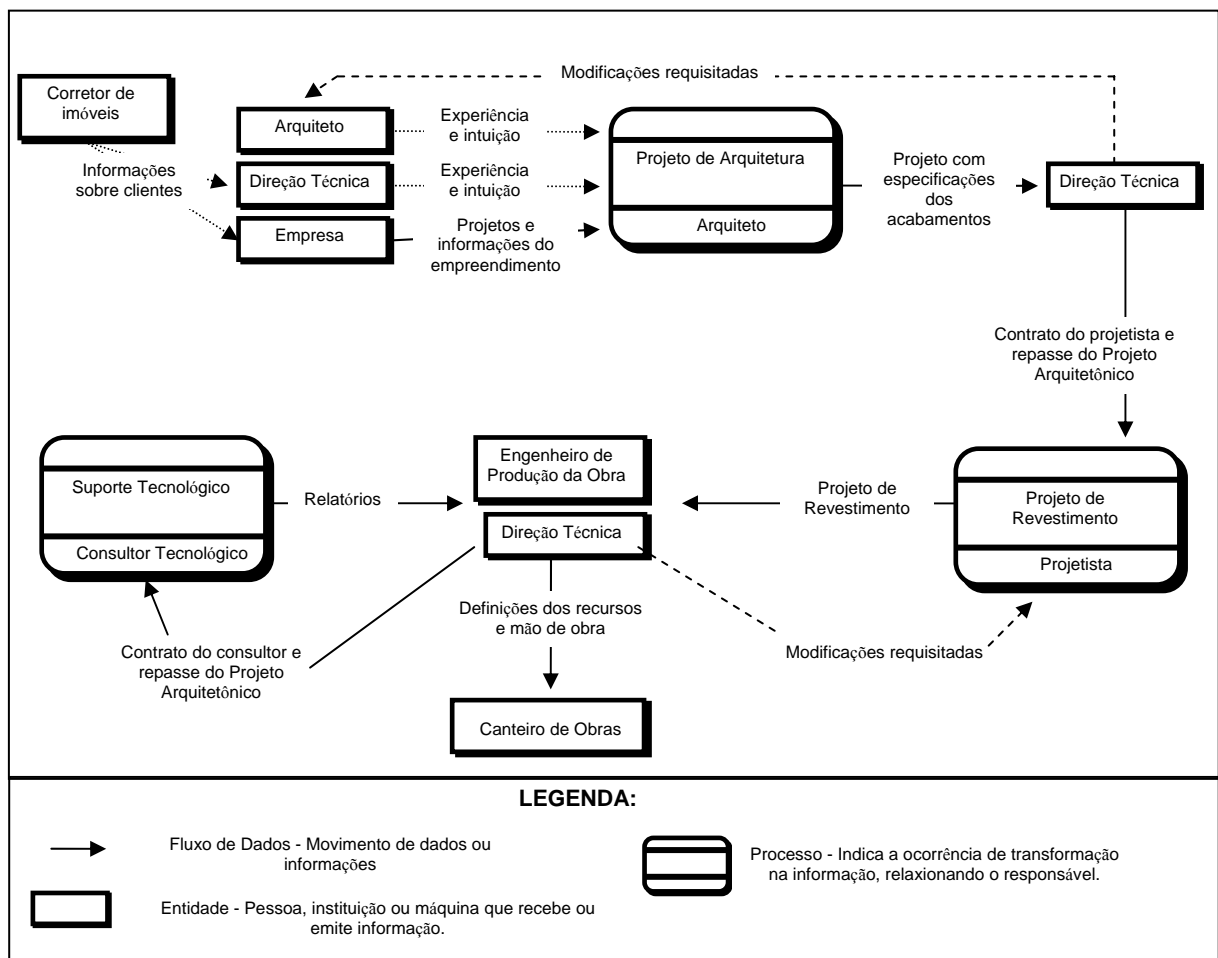 Modificações requisitadas
Corretor de
imóveis
Informações
sobre clientes
Arquiteto
Direção Técnica
Empresa
Experiência
e intuição
Experiência
e intuição
Projetos e
informações do
empreendimento
Projeto de Arquitetura
Arquiteto
Projeto com
especificações
dos
acabamentos
Direção Técnica
Contrato do projetista e
repasse do Projeto
Arquitetônico
Suporte Tecnológico
Consultor Tecnológico
Relatórios
Engenheiro de
Produção da Obra
Direção Técnica
Projeto de
Revestimento
Projeto de
Revestimento
Projetista
Contrato do consultor e
repasse do Projeto
Arquitetônico
Definições dos recursos
e mão de obra
Modificações requisitadas
Canteiro de Obras
LEGENDA:
Fluxo de Dados - Movimento de dados ou
informações
Entidade - Pessoa, instituição ou máquina que recebe ou
emite informação.
Processo - Indica a ocorrência de transformação
na informação, relaxionando o responsável.